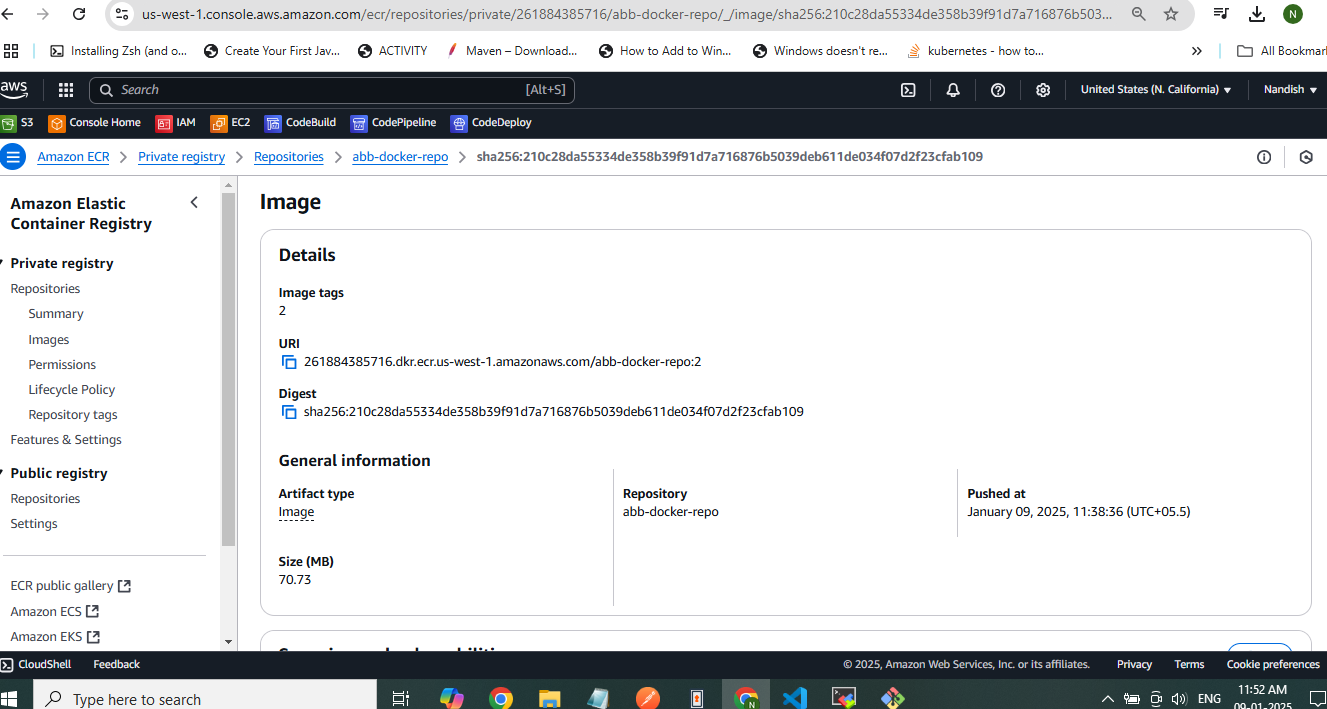 us-west-1.console.aws.amazon.com/ecr/repositories/private/261884385716/abb-docker-repo/_/image/sha256:210c28da55334de358b39f91d7a716876b503...
N
Installing Zsh (and o...
Create Your First Jav...
ACTIVITY
Maven – Download...
How to Add to Win...
Windows doesn't re...
kubernetes - how to...
All Bookmar
aws
Search
[Alt+S]
United States (N. California)
Nandish
S3
Console Home
IAM
EC2
CodeBuild
CodePipeline
CodeDeploy
Amazon ECR
Private registry
Repositories
abb-docker-repo
sha256:210c28da55334de358b39f91d7a716876b5039deb611de034f07d2f23cfab109
Amazon Elastic
Container Registry
Private registry
Repositories
Summary
Images
Permissions
Lifecycle Policy
Repository tags
Features & Settings
Public registry
Repositories
Settings
ECR public gallery
Amazon ECS
Amazon EKS
Image
Details
Image tags
2
URI
261884385716.dkr.ecr.us-west-1.amazonaws.com/abb-docker-repo:2
Digest
sha256:210c28da55334de358b39f91d7a716876b5039deb611de034f07d2f23cfab109
General information
Artifact type
Image
Repository
abb-docker-repo
Pushed at
January 09, 2025, 11:38:36 (UTC+05.5)
Size (MB)
70.73
CloudShell
Feedback
© 2025, Amazon Web Services, Inc. or its affiliates.
Privacy
Terms
Cookie preferences
Type here to search
ENG
11:52 AM
09-01-2025